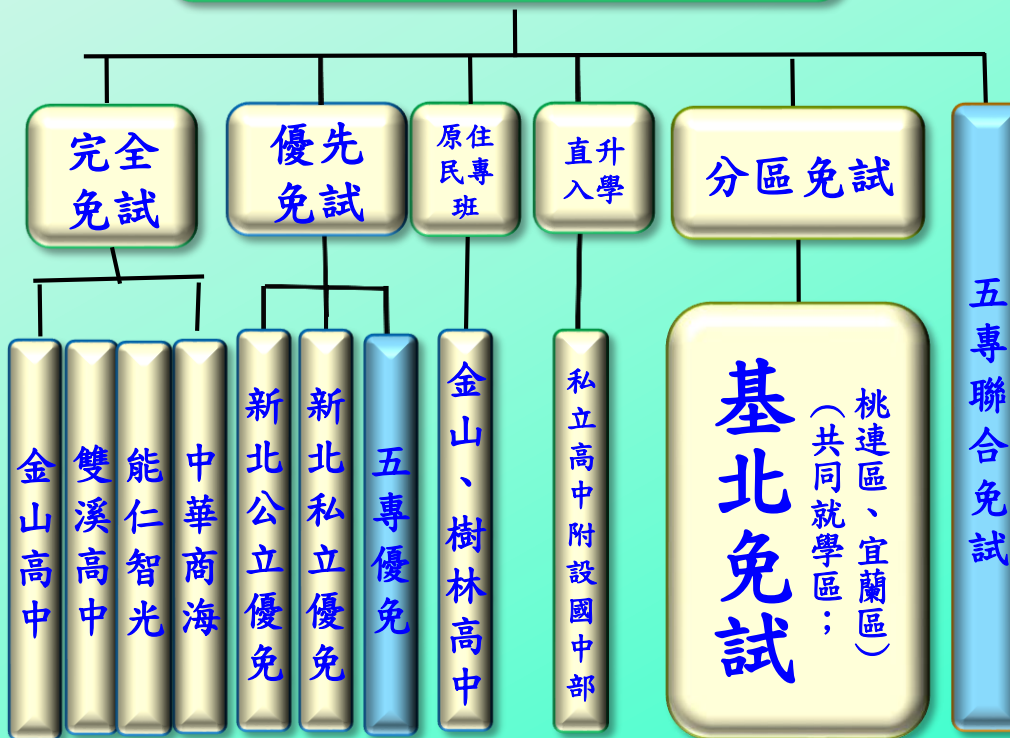 完全
免試
優先
免試
原住
民專
班
直升
入學
分區免試
五專聯合免試
金山高中
雙溪高中
能仁智光
中華商海
新北公立優免
新北私立優免
五專優免
金山、樹林高中
私立高中附設國中部
基北免試
（共同就學區；
桃連區、宜蘭區）